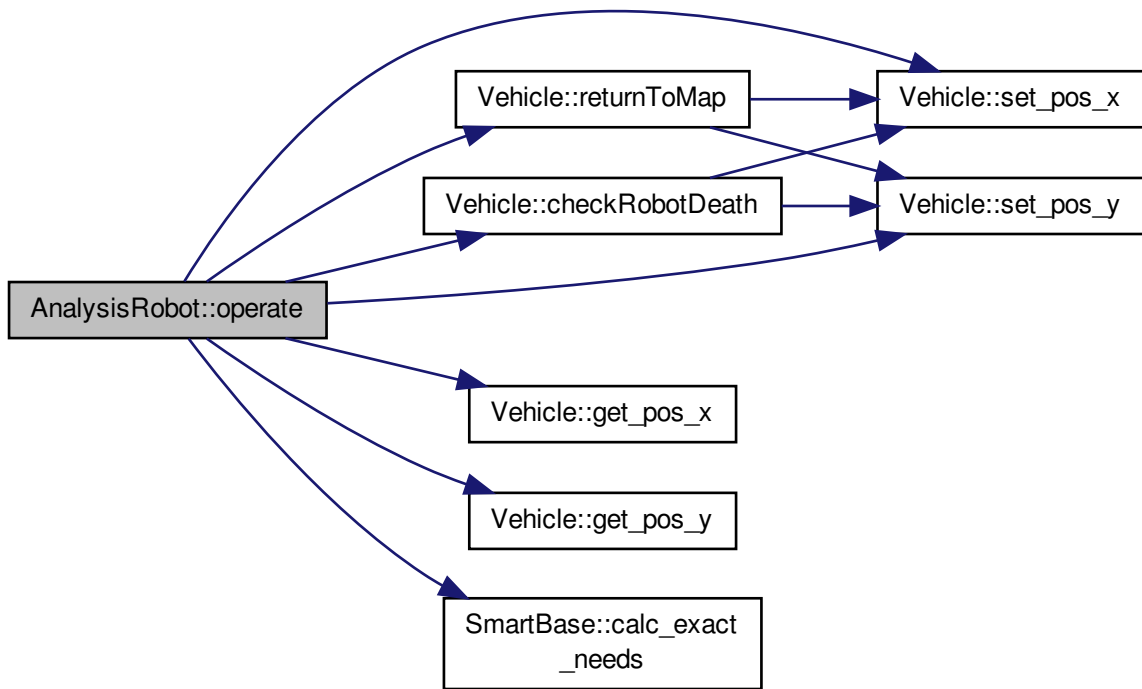 Vehicle::returnToMap
Vehicle::set_pos_x
Vehicle::checkRobotDeath
Vehicle::set_pos_y
AnalysisRobot::operate
Vehicle::get_pos_x
Vehicle::get_pos_y
SmartBase::calc_exact
_needs